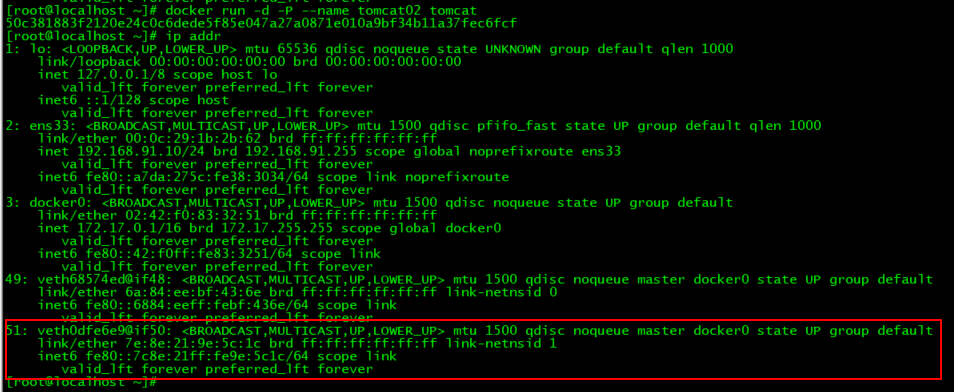 [root@localhost ~]# docker run -d -P --name tomcat02 tomcat
50c381883f2120e24c0c6dede5f85e047a27a0871e010a9bf34b11a37fec6fcf
[root@localhost ~]# ip addr
1: lo: <LOOPBACK,UP,LOWER_UP> mtu 65536 qdisc noqueue state UNKNOWN group default qlen 1000
    link/loopback 00:00:00:00:00:00 brd 00:00:00:00:00:00
    inet 127.0.0.1/8 scope host lo
       valid_lft forever preferred_lft forever
    inet6 ::1/128 scope host
       valid_lft forever preferred_lft forever
2: ens33: <BROADCAST,MULTICAST,UP,LOWER_UP> mtu 1500 qdisc pfifo_fast state UP group default qlen 1000
    link/ether 00:0c:29:1b:2b:62 brd ff:ff:ff:ff:ff:ff
    inet 192.168.91.10/24 brd 192.168.91.255 scope global noprefixroute ens33
       valid_lft forever preferred_lft forever
    inet6 fe80::a7da:275c:fe38:3034/64 scope link noprefixroute
       valid_lft forever preferred_lft forever
3: docker0: <BROADCAST,MULTICAST,UP,LOWER_UP> mtu 1500 qdisc noqueue state UP group default
    link/ether 02:42:f0:83:32:51 brd ff:ff:ff:ff:ff:ff
    inet 172.17.0.1/16 brd 172.17.255.255 scope global docker0
       valid_lft forever preferred_lft forever
    inet6 fe80::42:f0ff:fe83:3251/64 scope link
       valid_lft forever preferred_lft forever
49: veth68574ed@if48: <BROADCAST,MULTICAST,UP,LOWER_UP> mtu 1500 qdisc noqueue master docker0 state UP group default
    link/ether 6a:84:ee:bf:43:6e brd ff:ff:ff:ff:ff:ff link-netnsid 0
    inet6 fe80::6884:eeff:febf:436e/64 scope link
       valid_lft forever preferred_lft forever
51: veth0dfe6e9@if50: <BROADCAST,MULTICAST,UP,LOWER_UP> mtu 1500 qdisc noqueue master docker0 state UP group default
    link/ether 7e:8e:21:9e:5c:1c brd ff:ff:ff:ff:ff:ff link-netnsid 1
    inet6 fe80::7c8e:21ff:fe9e:5c1c/64 scope link
       valid_lft forever preferred_lft forever
[root@localhost ~]#